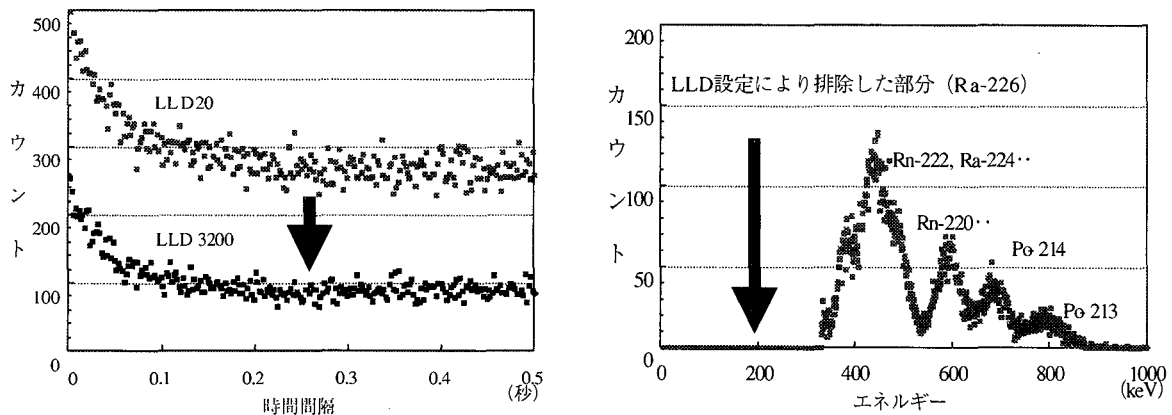 カウント
500
400
300
200
100
0
LLD20
LLD 3200
0 0.1 0.2 0.3 0.4 0.5
(秒)
時間間隔
カウント
200
150
100
50
0
LLD設定により排除した部分（Ra-226）
Rn-222, Ra-224‥
Rn-220‥
Po-214
Po-213
0 200 400 600 800 1000
(keV)
エネルギー